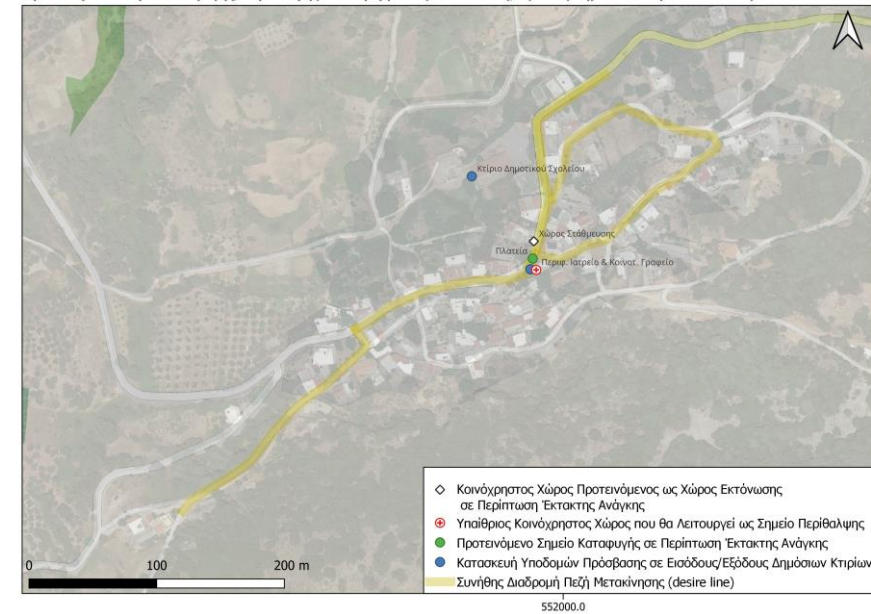 Κτίριο Δημοτικού Σχολείου
Χώρος Στάθμευσης
Πλατεία
Περιφ. Ιατρείο & Κοινοτ. Γραφείο
Κοινόχρηστος Χώρος Προτεινόμενος ως Χώρος Εκτόνωσης
σε Περίπτωση Έκτακτης Ανάγκης
Υπαίθριος Κοινόχρηστος Χώρος που θα Λειτουργεί ως Σημείο Περίθαλψης
Προτεινόμενο Σημείο Καταφυγής σε Περίπτωση Έκτακτης Ανάγκης
Κατασκευή Υποδομών Πρόσβασης σε Εισόδους/Εξόδους Δημόσιων Κτιρίων
Συνήθης Διαδρομή Πεζή Μετακίνησης (desire line)
0 100 200 m
552000.0